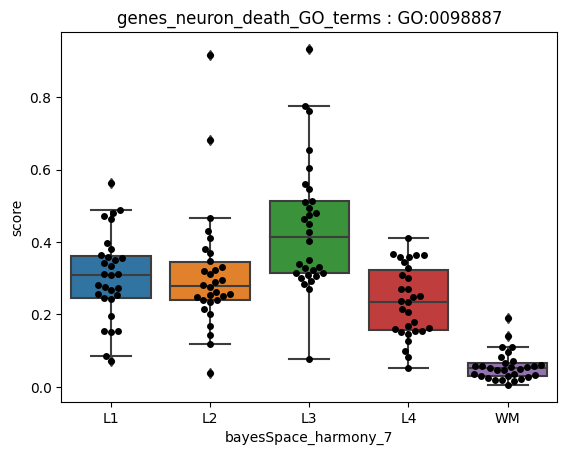 genes_neuron_death_GO_terms : GO:0098887
0.8
0.6
0.4
0.2
0.0
score
L1 L2 L3 L4 WM
bayesSpace_harmony_7